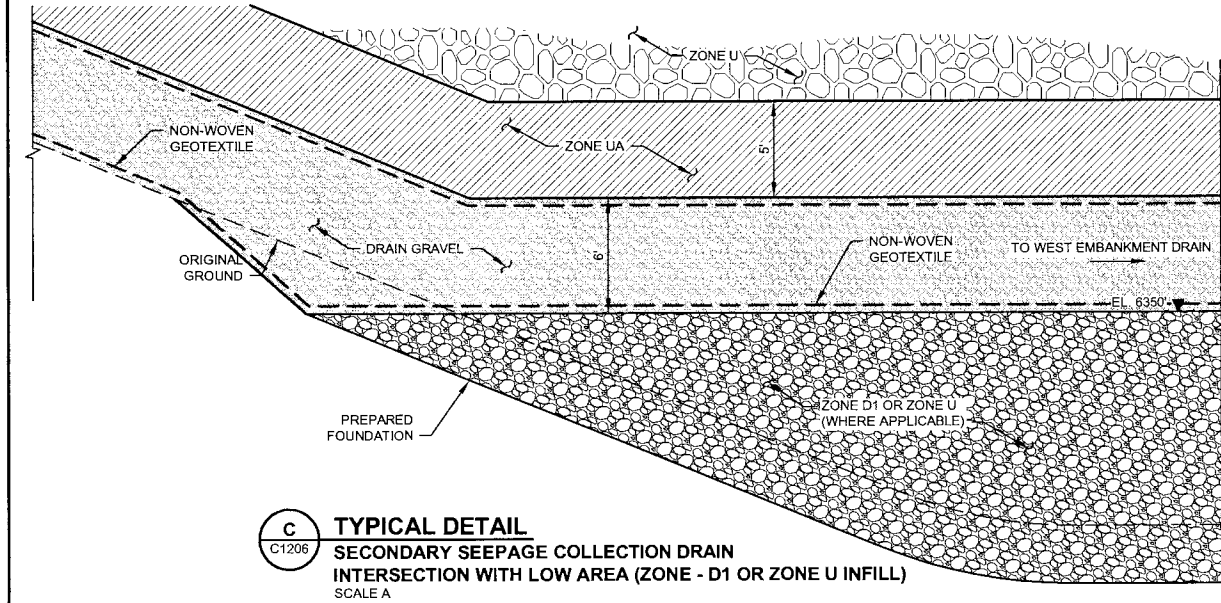 ZONE U
NON-WOVEN
GEOTEXTILE
ZONE UA
5'
ORIGINAL
GROUND
DRAIN GRAVEL
6'
NON-WOVEN
GEOTEXTILE
TO WEST EMBANKMENT DRAIN
EL. 6350'
PREPARED
FOUNDATION
ZONE D1 OR ZONE U
(WHERE APPLICABLE)
C
C1206
TYPICAL DETAIL
SECONDARY SEEPAGE COLLECTION DRAIN
INTERSECTION WITH LOW AREA (ZONE - D1 OR ZONE U INFILL)
SCALE A